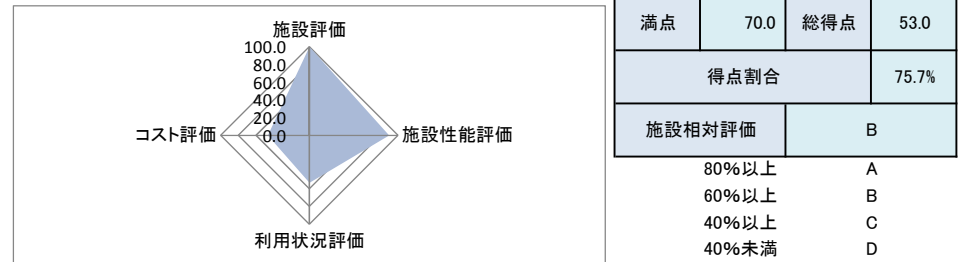 施設評価
100.0
80.0
60.0
40.0
20.0
0.0
コスト評価
施設性能評価
利用状況評価
満点 70.0 総得点 53.0
得点割合 75.7%
施設相対評価 B
80%以上 A
60%以上 B
40%以上 C
40%未満 D